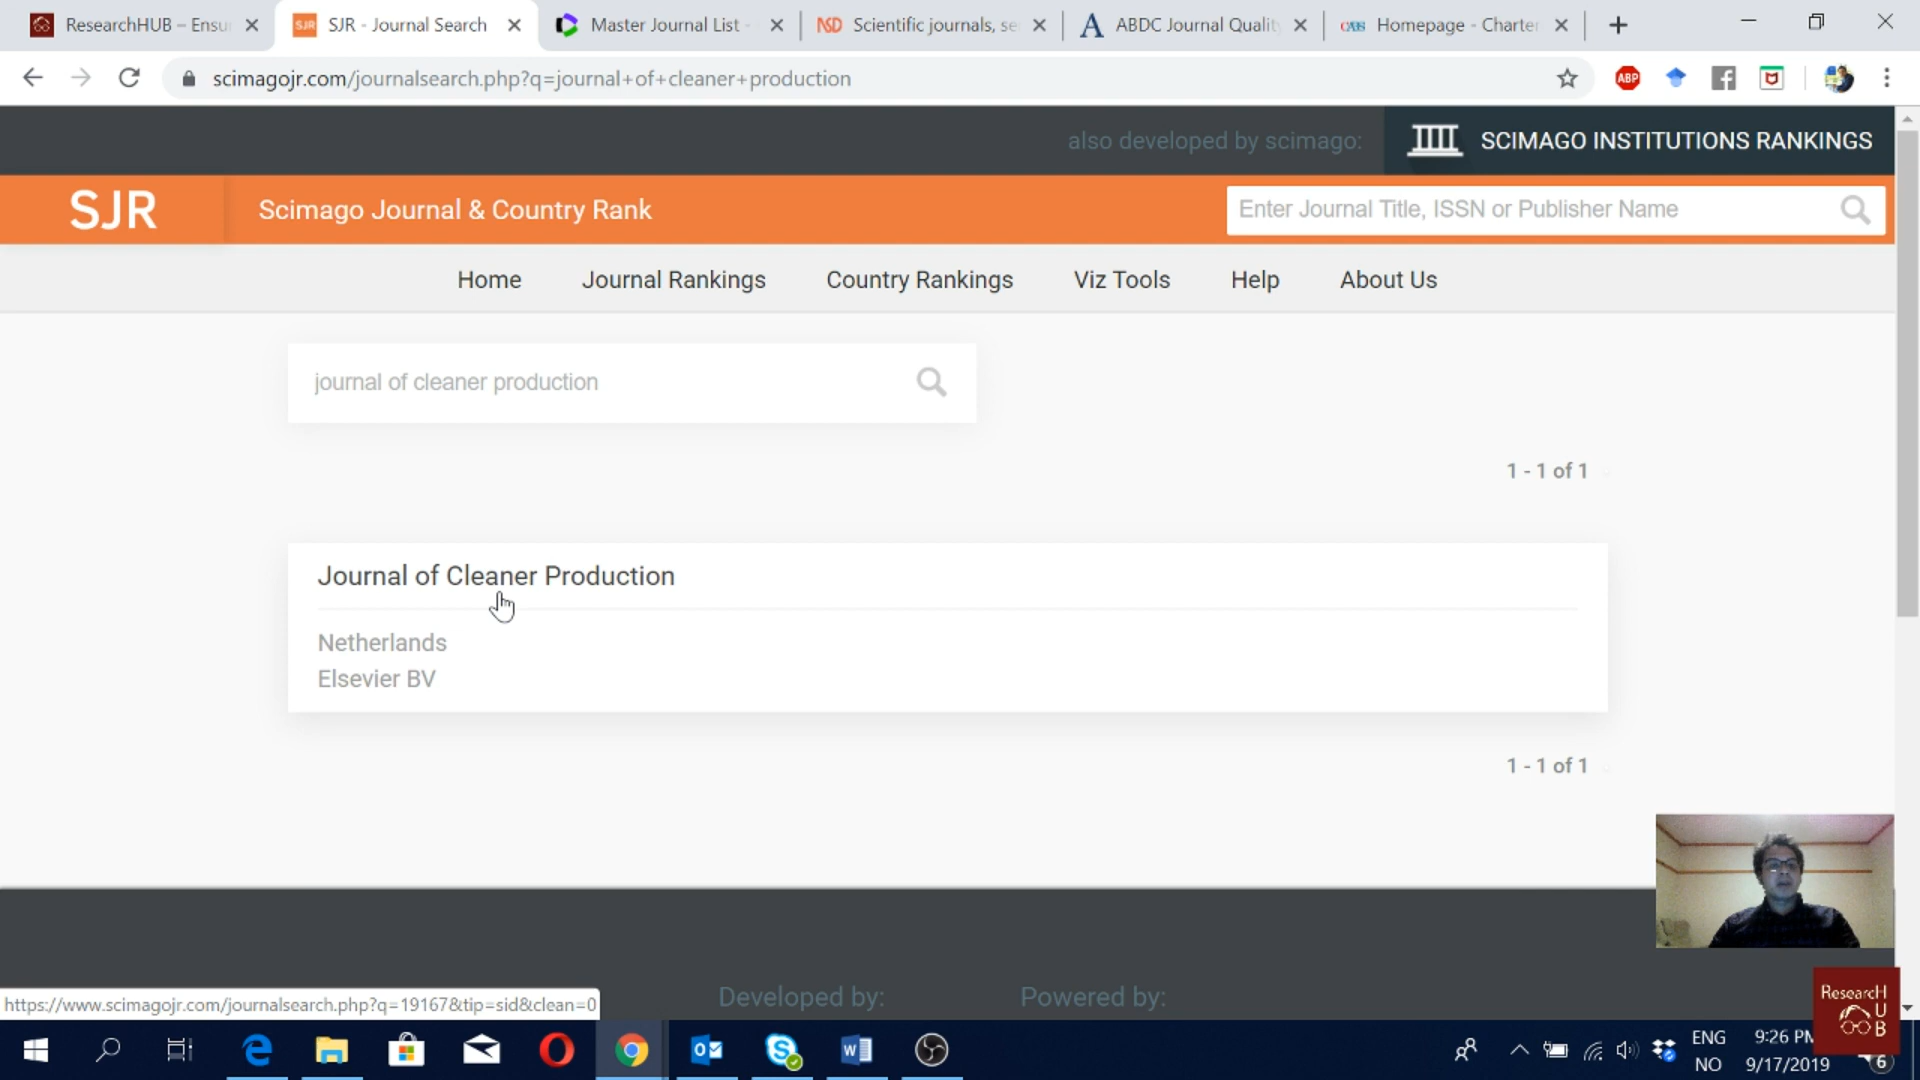 ResearchHUB – Ensu
SJR - Journal Search
Master Journal List -
NSD Scientific journals, se
ABDC Journal Quality
CABS Homepage - Charter
scimagojr.com/journalsearch.php?q=journal+of+cleaner+production
ABP
also developed by scimago:
SCIMAGO INSTITUTIONS RANKINGS
SJR
Scimago Journal & Country Rank
Enter Journal Title, ISSN or Publisher Name
Home
Journal Rankings
Country Rankings
Viz Tools
Help
About Us
journal of cleaner production
1 - 1 of 1
Journal of Cleaner Production
Netherlands
Elsevier BV
1 - 1 of 1
https://www.scimagojr.com/journalsearch.php?q=19167&tip=sid&clean=0
Developed by:
Powered by:
ResearcH
U
B
ENG
NO
9:26 PM
9/17/2019
6